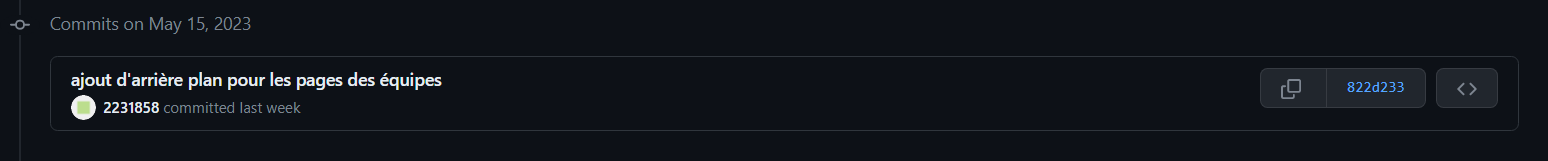 Commits on May 15, 2023
ajout d'arrière plan pour les pages des équipes
822d233
2231858 committed last week